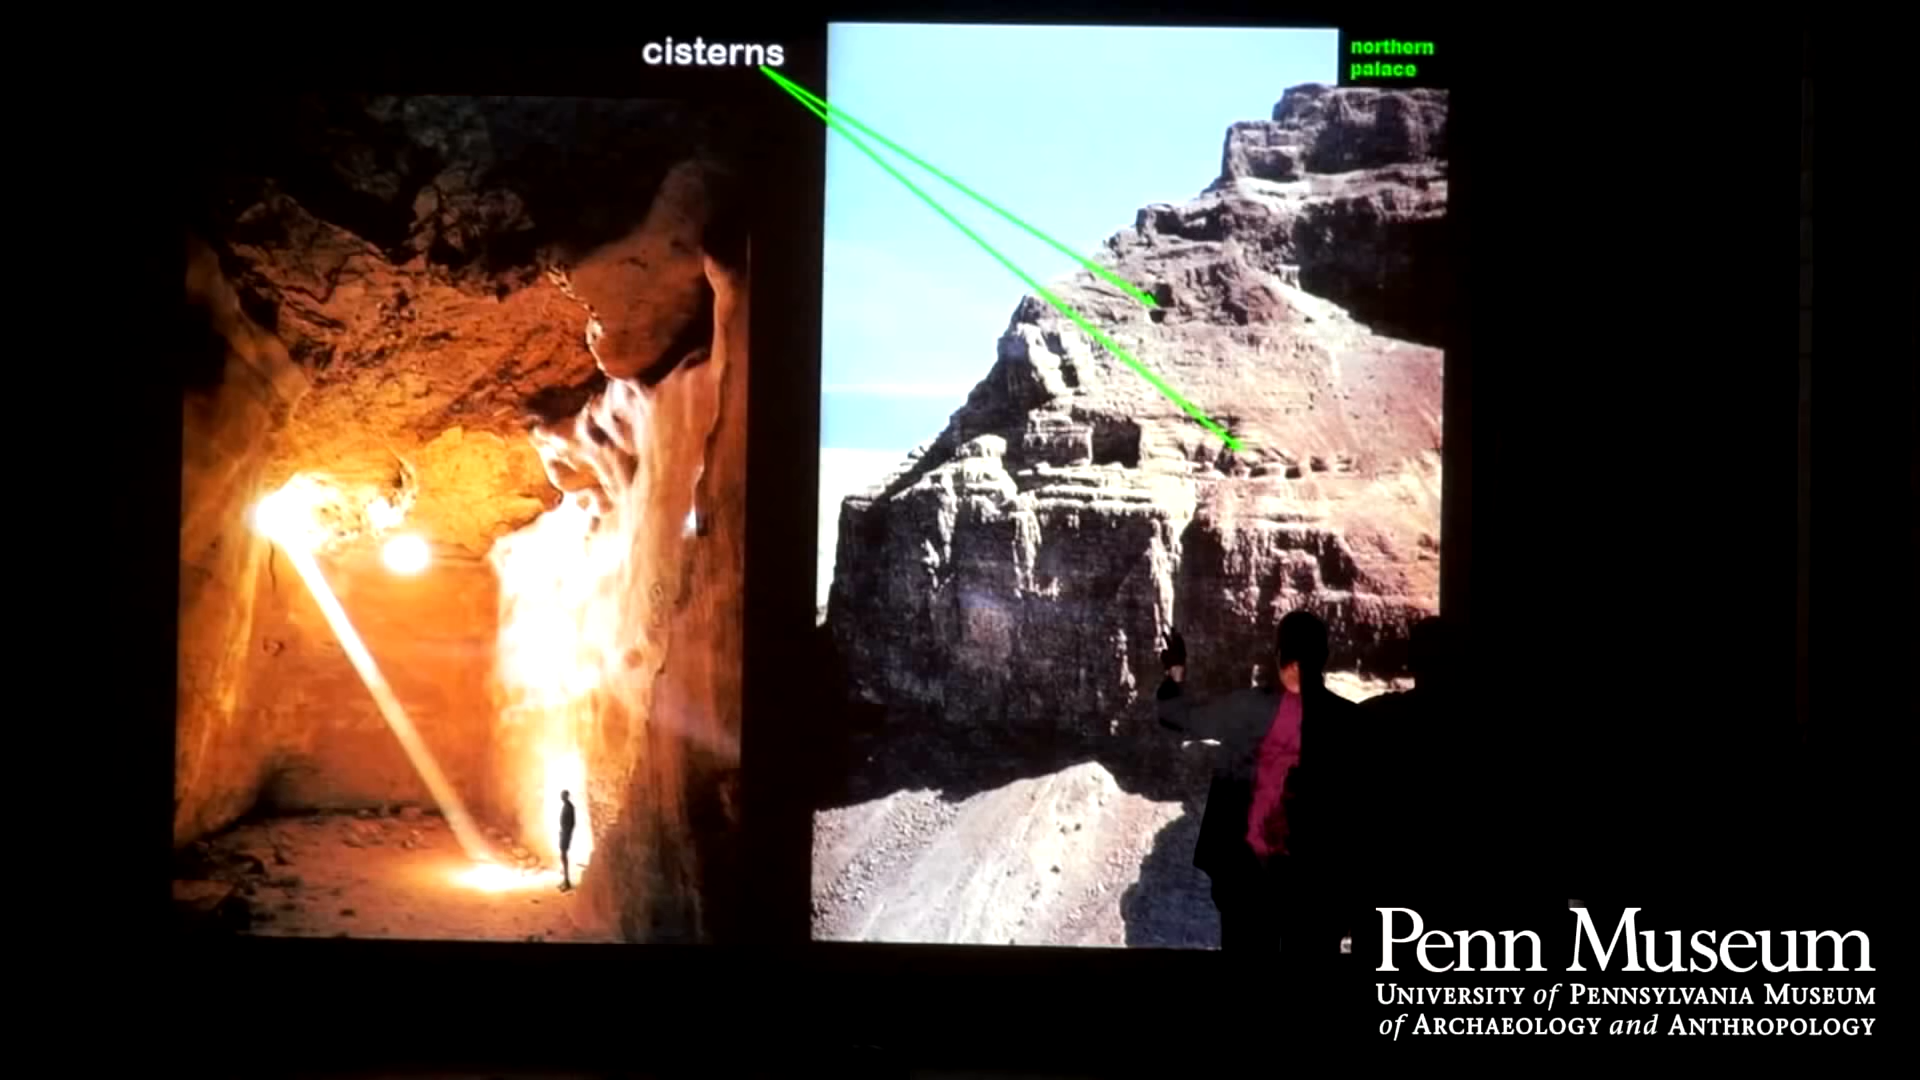 cisterns
northern
palace
Penn Museum
University of Pennsylvania Museum
of Archaeology and Anthropology